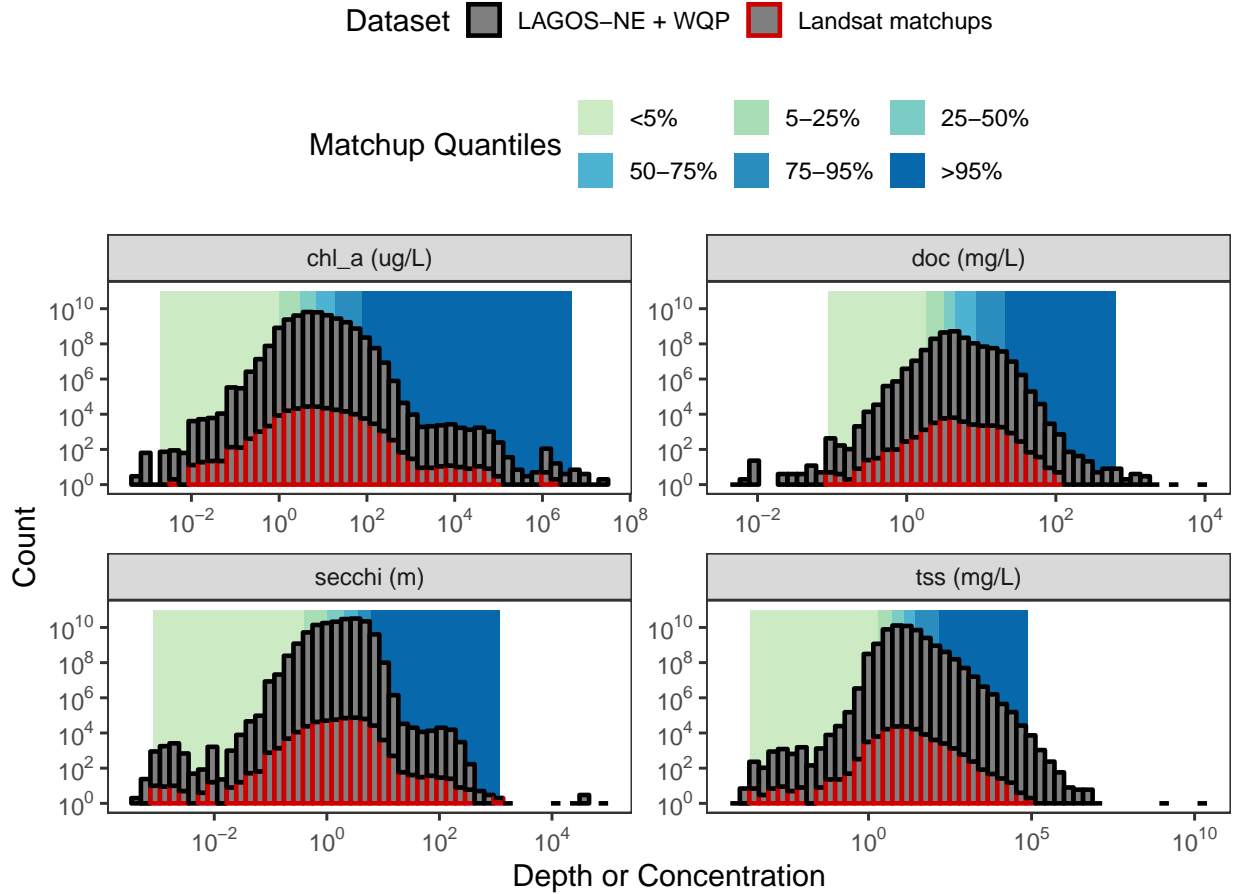 Dataset LAGOS−NE + WQP Landsat matchups
Matchup Quantiles
<5% 5−25% 25−50%
50−75% 75−95% >95%
chl_a (ug/L)
10^10
10^8
10^6
10^4
10^2
10^0
10^−2 10^0 10^2 10^4 10^6 10^8
doc (mg/L)
10^10
10^8
10^6
10^4
10^2
10^0
10^−2 10^0 10^2 10^4
secchi (m)
10^10
10^8
10^6
10^4
10^2
10^0
10^−2 10^0 10^2 10^4
tss (mg/L)
10^10
10^8
10^6
10^4
10^2
10^0
10^0 10^5 10^10
Count
Depth or Concentration